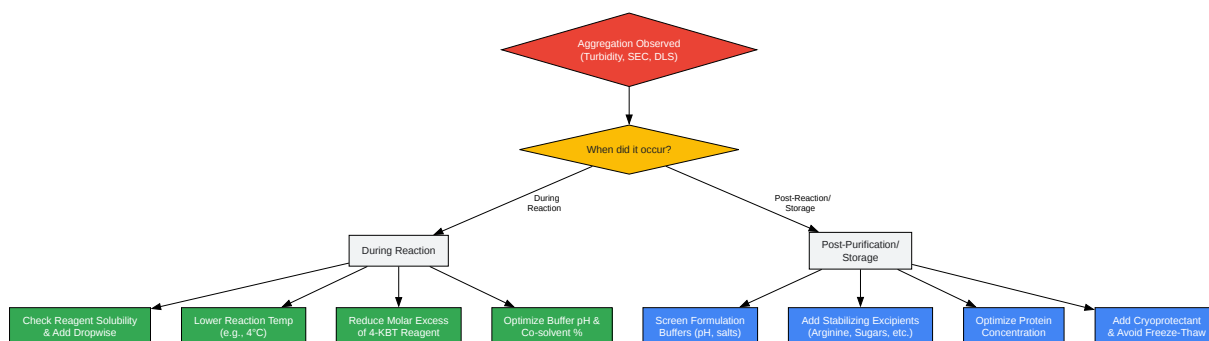 Aggregation Observed
(Turbidity, SEC, DLS)
When did it occur?
During
Reaction
Post-Reaction/
Storage
During Reaction
Post-Purification/
Storage
Check Reagent Solubility
& Add Dropwise
Lower Reaction Temp
(e.g., 4°C)
Reduce Molar Excess
of 4-KBT Reagent
Optimize Buffer pH &
Co-solvent %
Screen Formulation
Buffers (pH, salts)
Add Stabilizing Excipients
(Arginine, Sugars, etc.)
Optimize Protein
Concentration
Add Cryoprotectant
& Avoid Freeze-Thaw